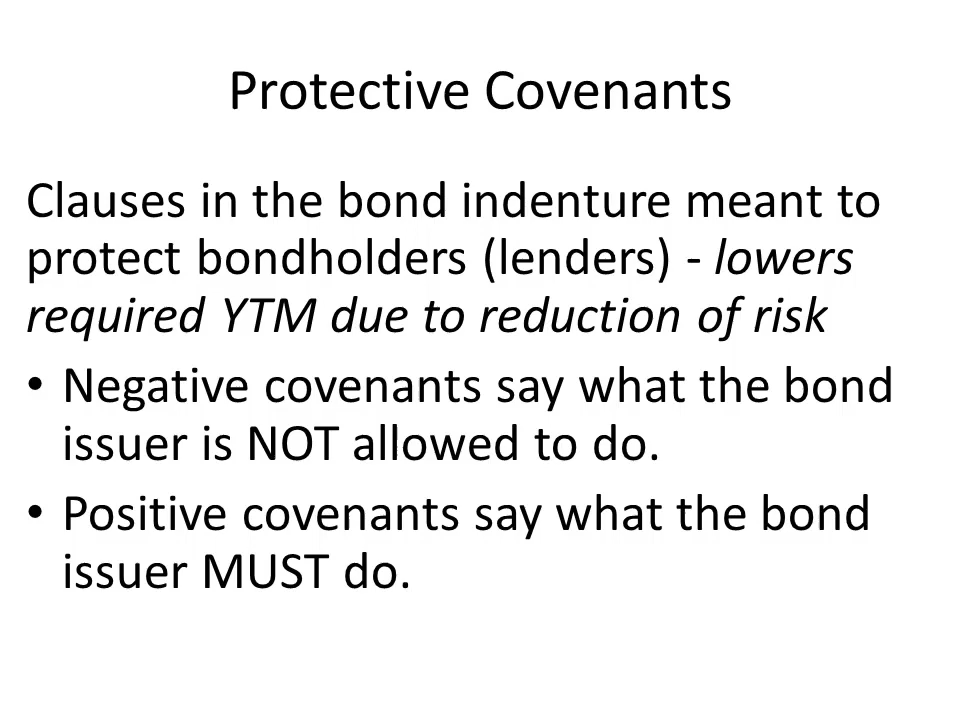 Protective Covenants
Clauses in the bond indenture meant to
protect bondholders (lenders) - lowers
required YTM due to reduction of risk
• Negative covenants say what the bond
issuer is NOT allowed to do.
• Positive covenants say what the bond
issuer MUST do.